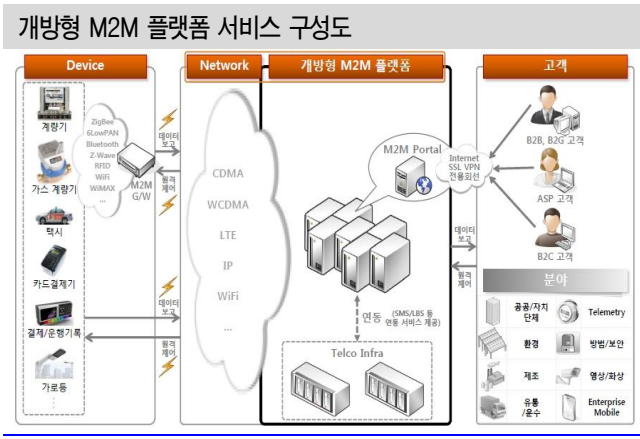 개방형 M2M 플랫폼 서비스 구성도
Device
Network
개방형 M2M 플랫폼
고객
계량기
가스 계량기
택시
카드결제기
결제/운행기록
가로등
ZigBee
6LowPAN
Bluetooth
Z-Wave
RFID
WiFi
WiMAX
...
M2M
G/W
데이터
보고
원격
제어
데이터
보고
원격
제어
CDMA
WCDMA
LTE
IP
WiFi
...
M2M Portal
연동
(SMS/LBS 등
연동 서비스 제공)
Telco Infra
Internet
SSL VPN
전용회선
데이터
보고
원격
제어
B2B, B2G 고객
ASP 고객
B2C 고객
분야
공공/자치
단체
Telemetry
환경
방범/보안
제조
영상/화상
유통
/운수
Enterprise
Mobile